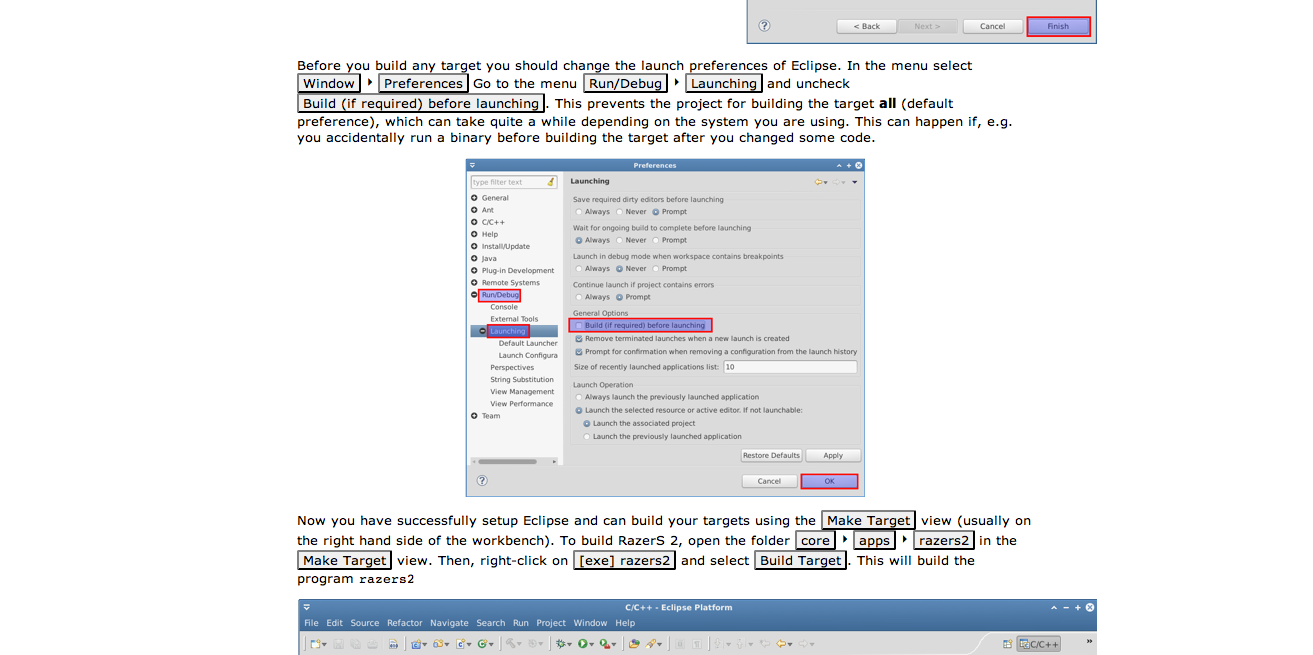 < Back Next > Cancel Finish
Before you build any target you should change the launch preferences of Eclipse. In the menu select
Window Preferences Go to the menu Run/Debug Launching and uncheck
Build (if required) before launching. This prevents the project for building the target all (default
preference), which can take quite a while depending on the system you are using. This can happen if, e.g.
you accidentally run a binary before building the target after you changed some code.
Preferences
type filter text
General
Ant
C/C++
Help
Install/Update
Java
Plug-in Development
Remote Systems
Run/Debug
Console
External Tools
Launching
Default Launcher
Launch Configura
Perspectives
String Substitution
View Management
View Performance
Team
Launching
Save required dirty editors before launching
Always Never Prompt
Wait for ongoing build to complete before launching
Always Never Prompt
Launch in debug mode when workspace contains breakpoints
Always Never Prompt
Continue launch if project contains errors
Always Prompt
General Options
Build (if required) before launching
Remove terminated launches when a new launch is created
Prompt for confirmation when removing a configuration from the launch history
Size of recently launched applications list: 10
Launch Operation
Always launch the previously launched application
Launch the selected resource or active editor. If not launchable:
Launch the associated project
Launch the previously launched application
Restore Defaults Apply
Cancel OK
Now you have successfully setup Eclipse and can build your targets using the Make Target view (usually on
the right hand side of the workbench). To build RazerS 2, open the folder core apps razers2 in the
Make Target view. Then, right-click on [exe] razers2 and select Build Target. This will build the
program razers2
C/C++ - Eclipse Platform
File Edit Source Refactor Navigate Search Run Project Window Help
C/C++ »